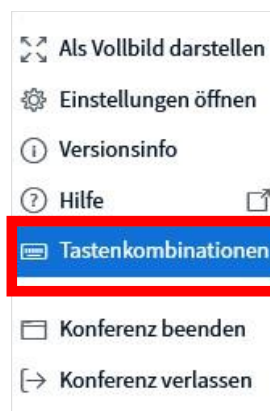 Als Vollbild darstellen
Einstellungen öffnen
Versionsinfo
Hilfe
Tastenkombinationen
Konferenz beenden
Konferenz verlassen